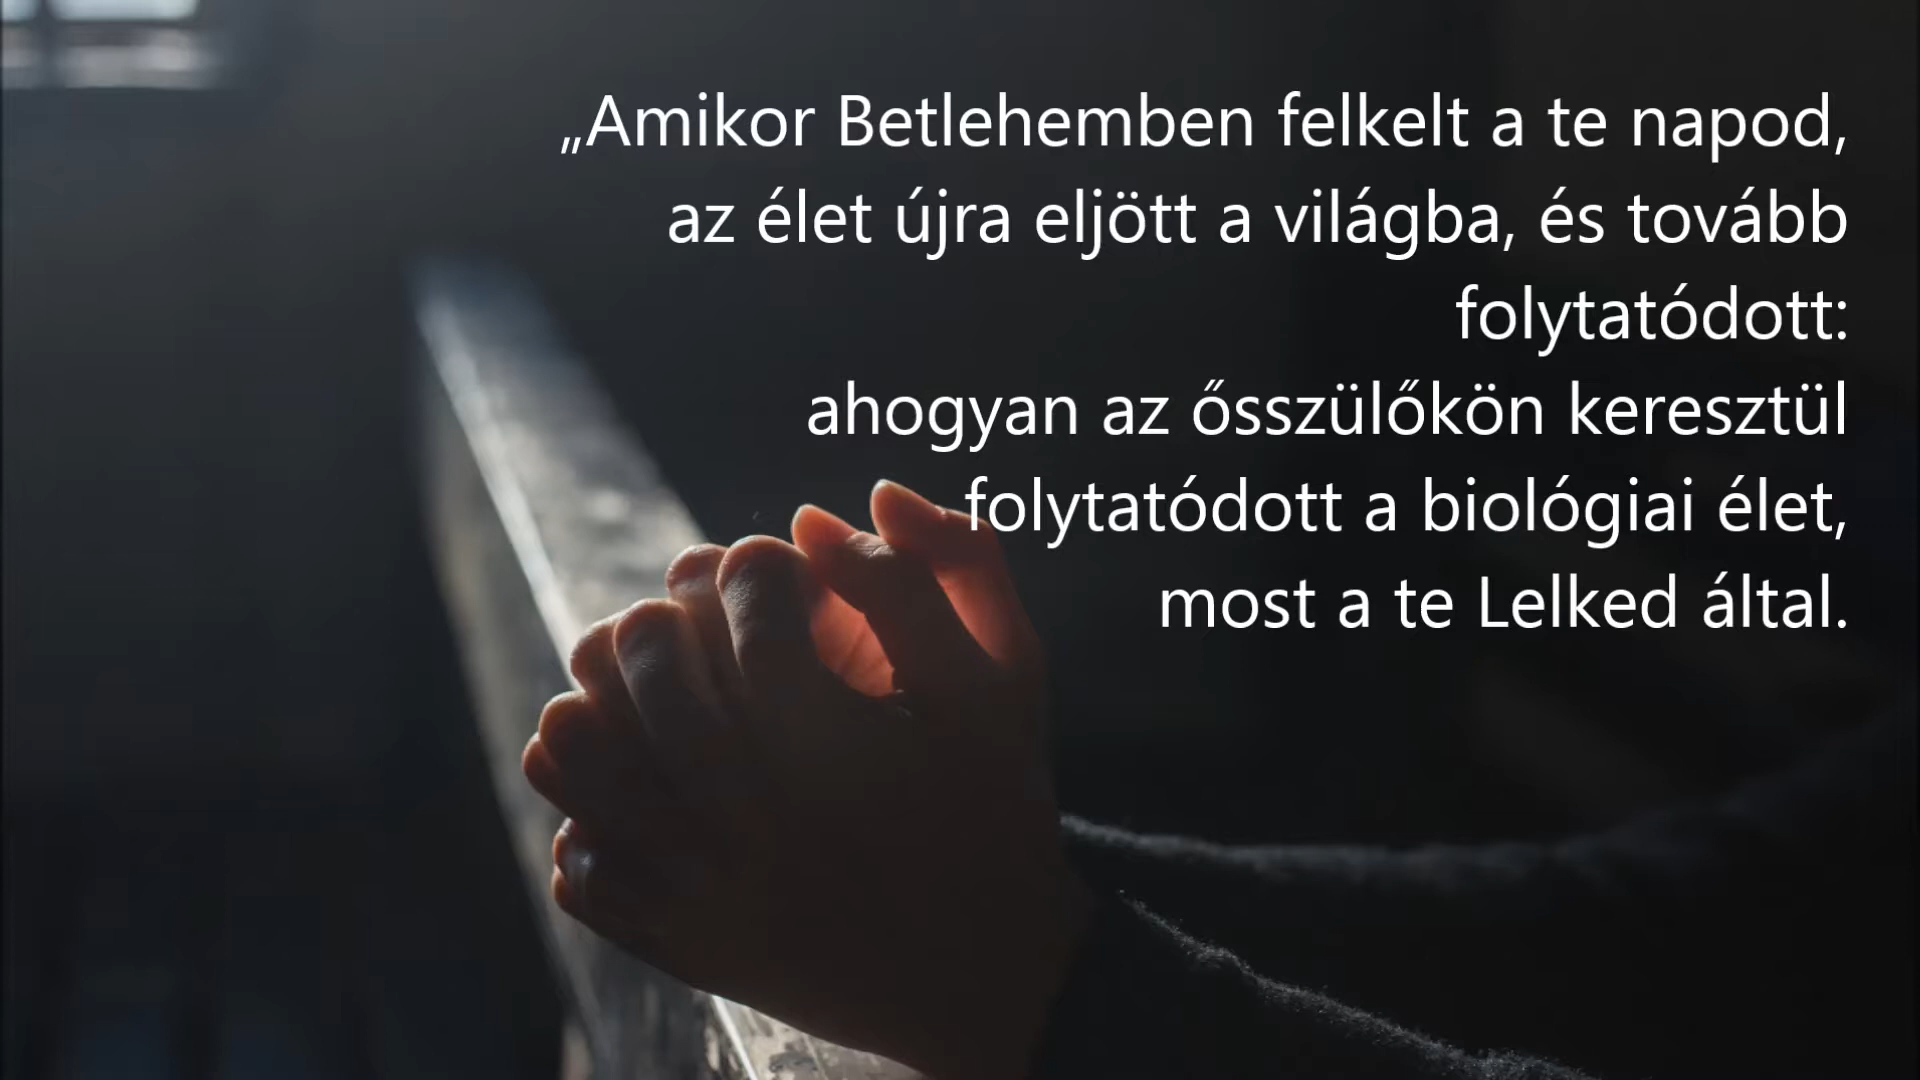 „Amikor Betlehemben felkelt a te napod,
az élet újra eljött a világba, és tovább
folytatódott:
ahogyan az ősszülőkön keresztül
folytatódott a biológiai élet,
most a te Lelked által.